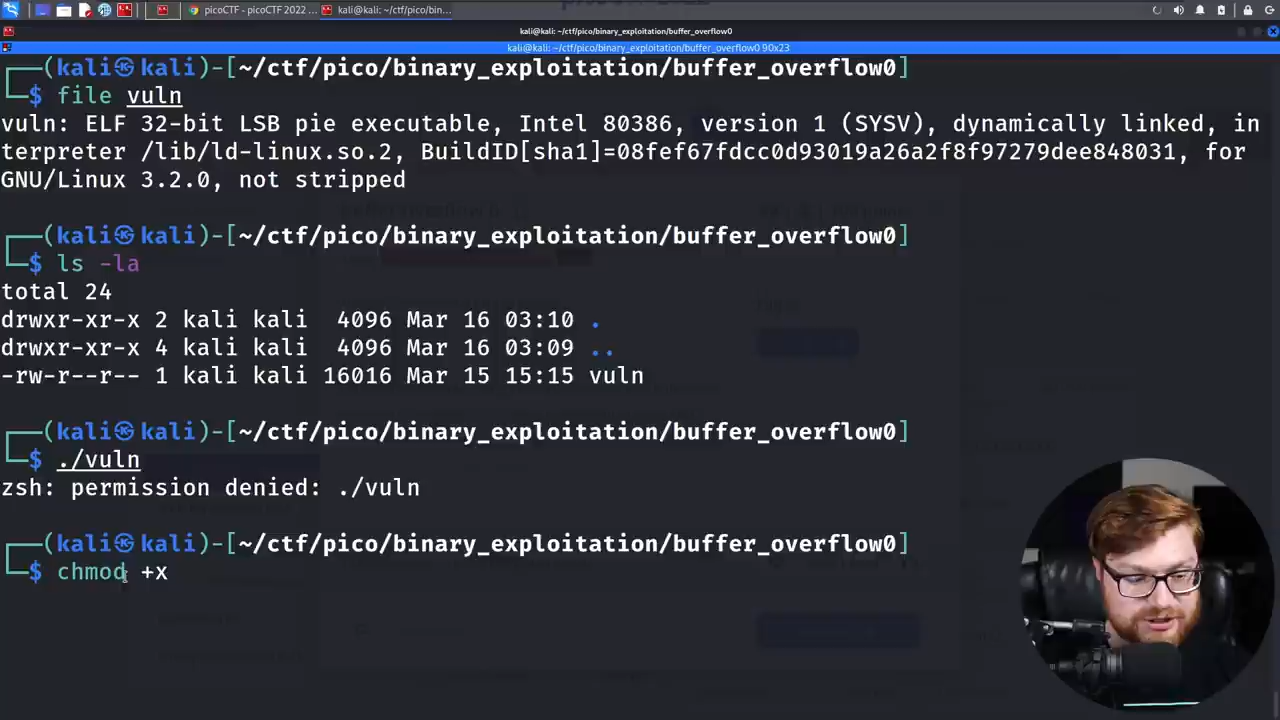 picoCTF - picoCTF 2022 ...
kali@kali: ~/ctf/pico/bin...
kali@kali: ~/ctf/pico/binary_exploitation/buffer_overflow0
kali@kali: ~/ctf/pico/binary_exploitation/buffer_overflow0 90x23
(kali㉿kali)-[~/ctf/pico/binary_exploitation/buffer_overflow0]
$ file vuln
vuln: ELF 32-bit LSB pie executable, Intel 80386, version 1 (SYSV), dynamically linked, in
terpreter /lib/ld-linux.so.2, BuildID[sha1]=08fef67fdcc0d93019a26a2f8f97279dee848031, for
GNU/Linux 3.2.0, not stripped
(kali㉿kali)-[~/ctf/pico/binary_exploitation/buffer_overflow0]
$ ls -la
total 24
drwxr-xr-x 2 kali kali  4096 Mar 16 03:10 .
drwxr-xr-x 4 kali kali  4096 Mar 16 03:09 ..
-rw-r--r-- 1 kali kali 16016 Mar 15 15:15 vuln
(kali㉿kali)-[~/ctf/pico/binary_exploitation/buffer_overflow0]
$ ./vuln
zsh: permission denied: ./vuln
(kali㉿kali)-[~/ctf/pico/binary_exploitation/buffer_overflow0]
$ chmod +x